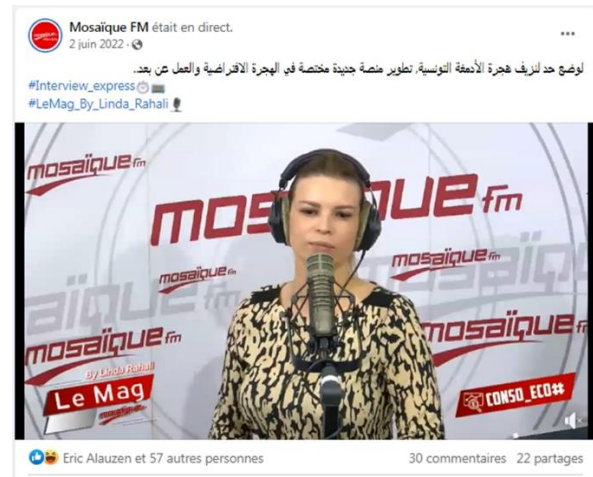 Mosaïque FM était en direct.
2 juin 2022 ·
لوضع حد لنزيف هجرة الأدمغة التونسية, تطوير منصة جديدة مختصة في الهجرة الافتراضية والعمل عن بعد..
#Interview_express⏱📺
#LeMag_By_Linda_Rahali🎙
mosaïque fm
mosaïque fm
mosaïque fm
mosaïque fm
mosaïque fm
mosaïque fm
By Linda Rahali
Le Mag
CONSO_ECO##
Eric Alauzen et 57 autres personnes
30 commentaires 22 partages